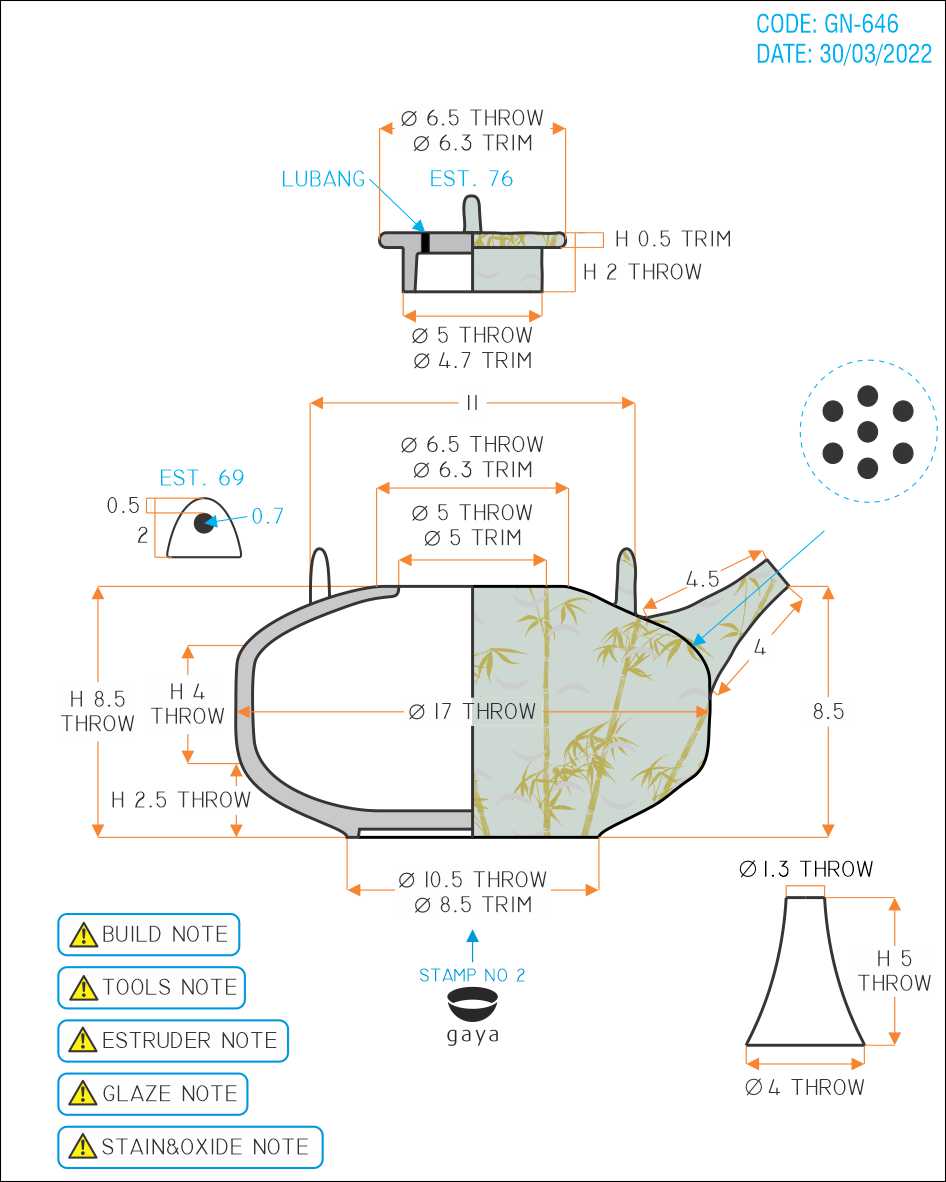 CODE: GN-646
DATE: 30/03/2022
Ø 6.5 THROW
Ø 6.3 TRIM
LUBANG
EST. 76
H 0.5 TRIM
H 2 THROW
Ø 5 THROW
Ø 4.7 TRIM
11
Ø 6.5 THROW
Ø 6.3 TRIM
EST. 69
0.5
2
0.7
Ø 5 THROW
Ø 5 TRIM
4.5
4
H 8.5
THROW
H 4
THROW
Ø 17 THROW
8.5
H 2.5 THROW
Ø 10.5 THROW
Ø 8.5 TRIM
Ø 1.3 THROW
H 5
THROW
Ø 4 THROW
STAMP NO 2
gaya
BUILD NOTE
TOOLS NOTE
ESTRUDER NOTE
GLAZE NOTE
STAIN&OXIDE NOTE